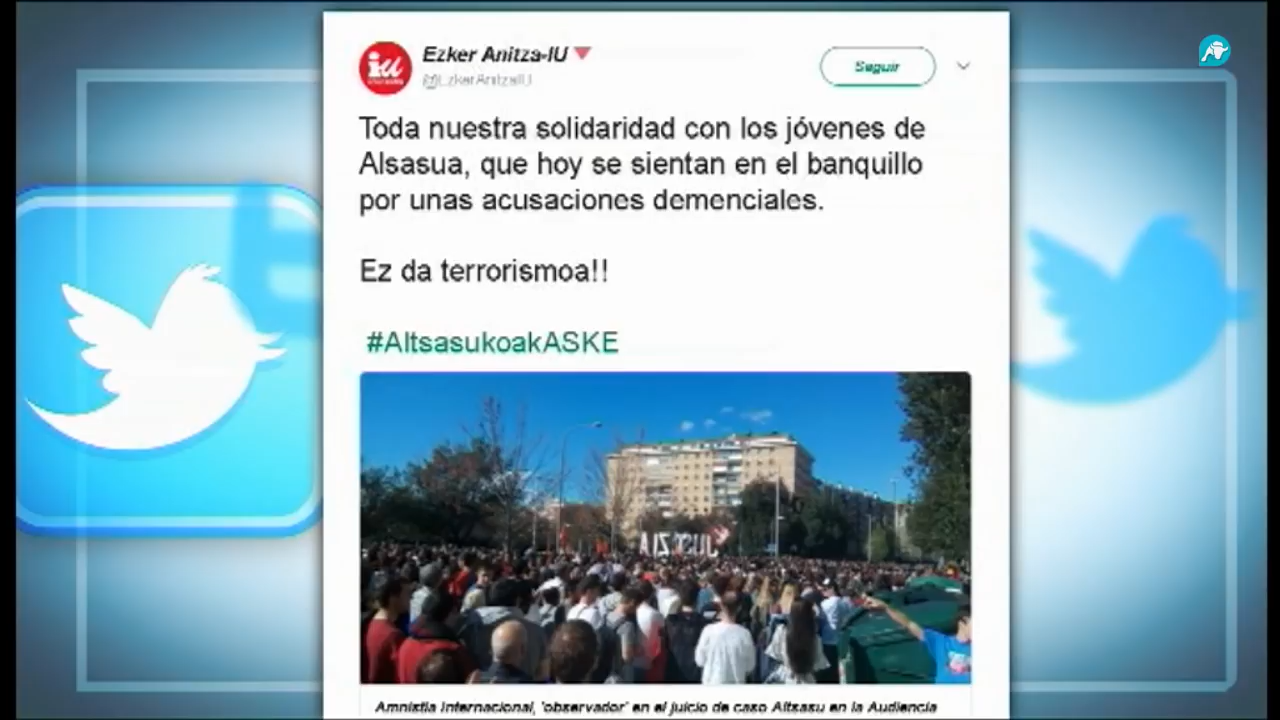 Ezker Anitza-IU
@EzkerAnitzaIU
iu
Seguir
Toda nuestra solidaridad con los jóvenes de
Alsasua, que hoy se sientan en el banquillo
por unas acusaciones demenciales.
Ez da terrorismoa!!
#AltsasukoakASKE
Amnistía Internacional, 'observador' en el juicio de caso Altsasu en la Audiencia